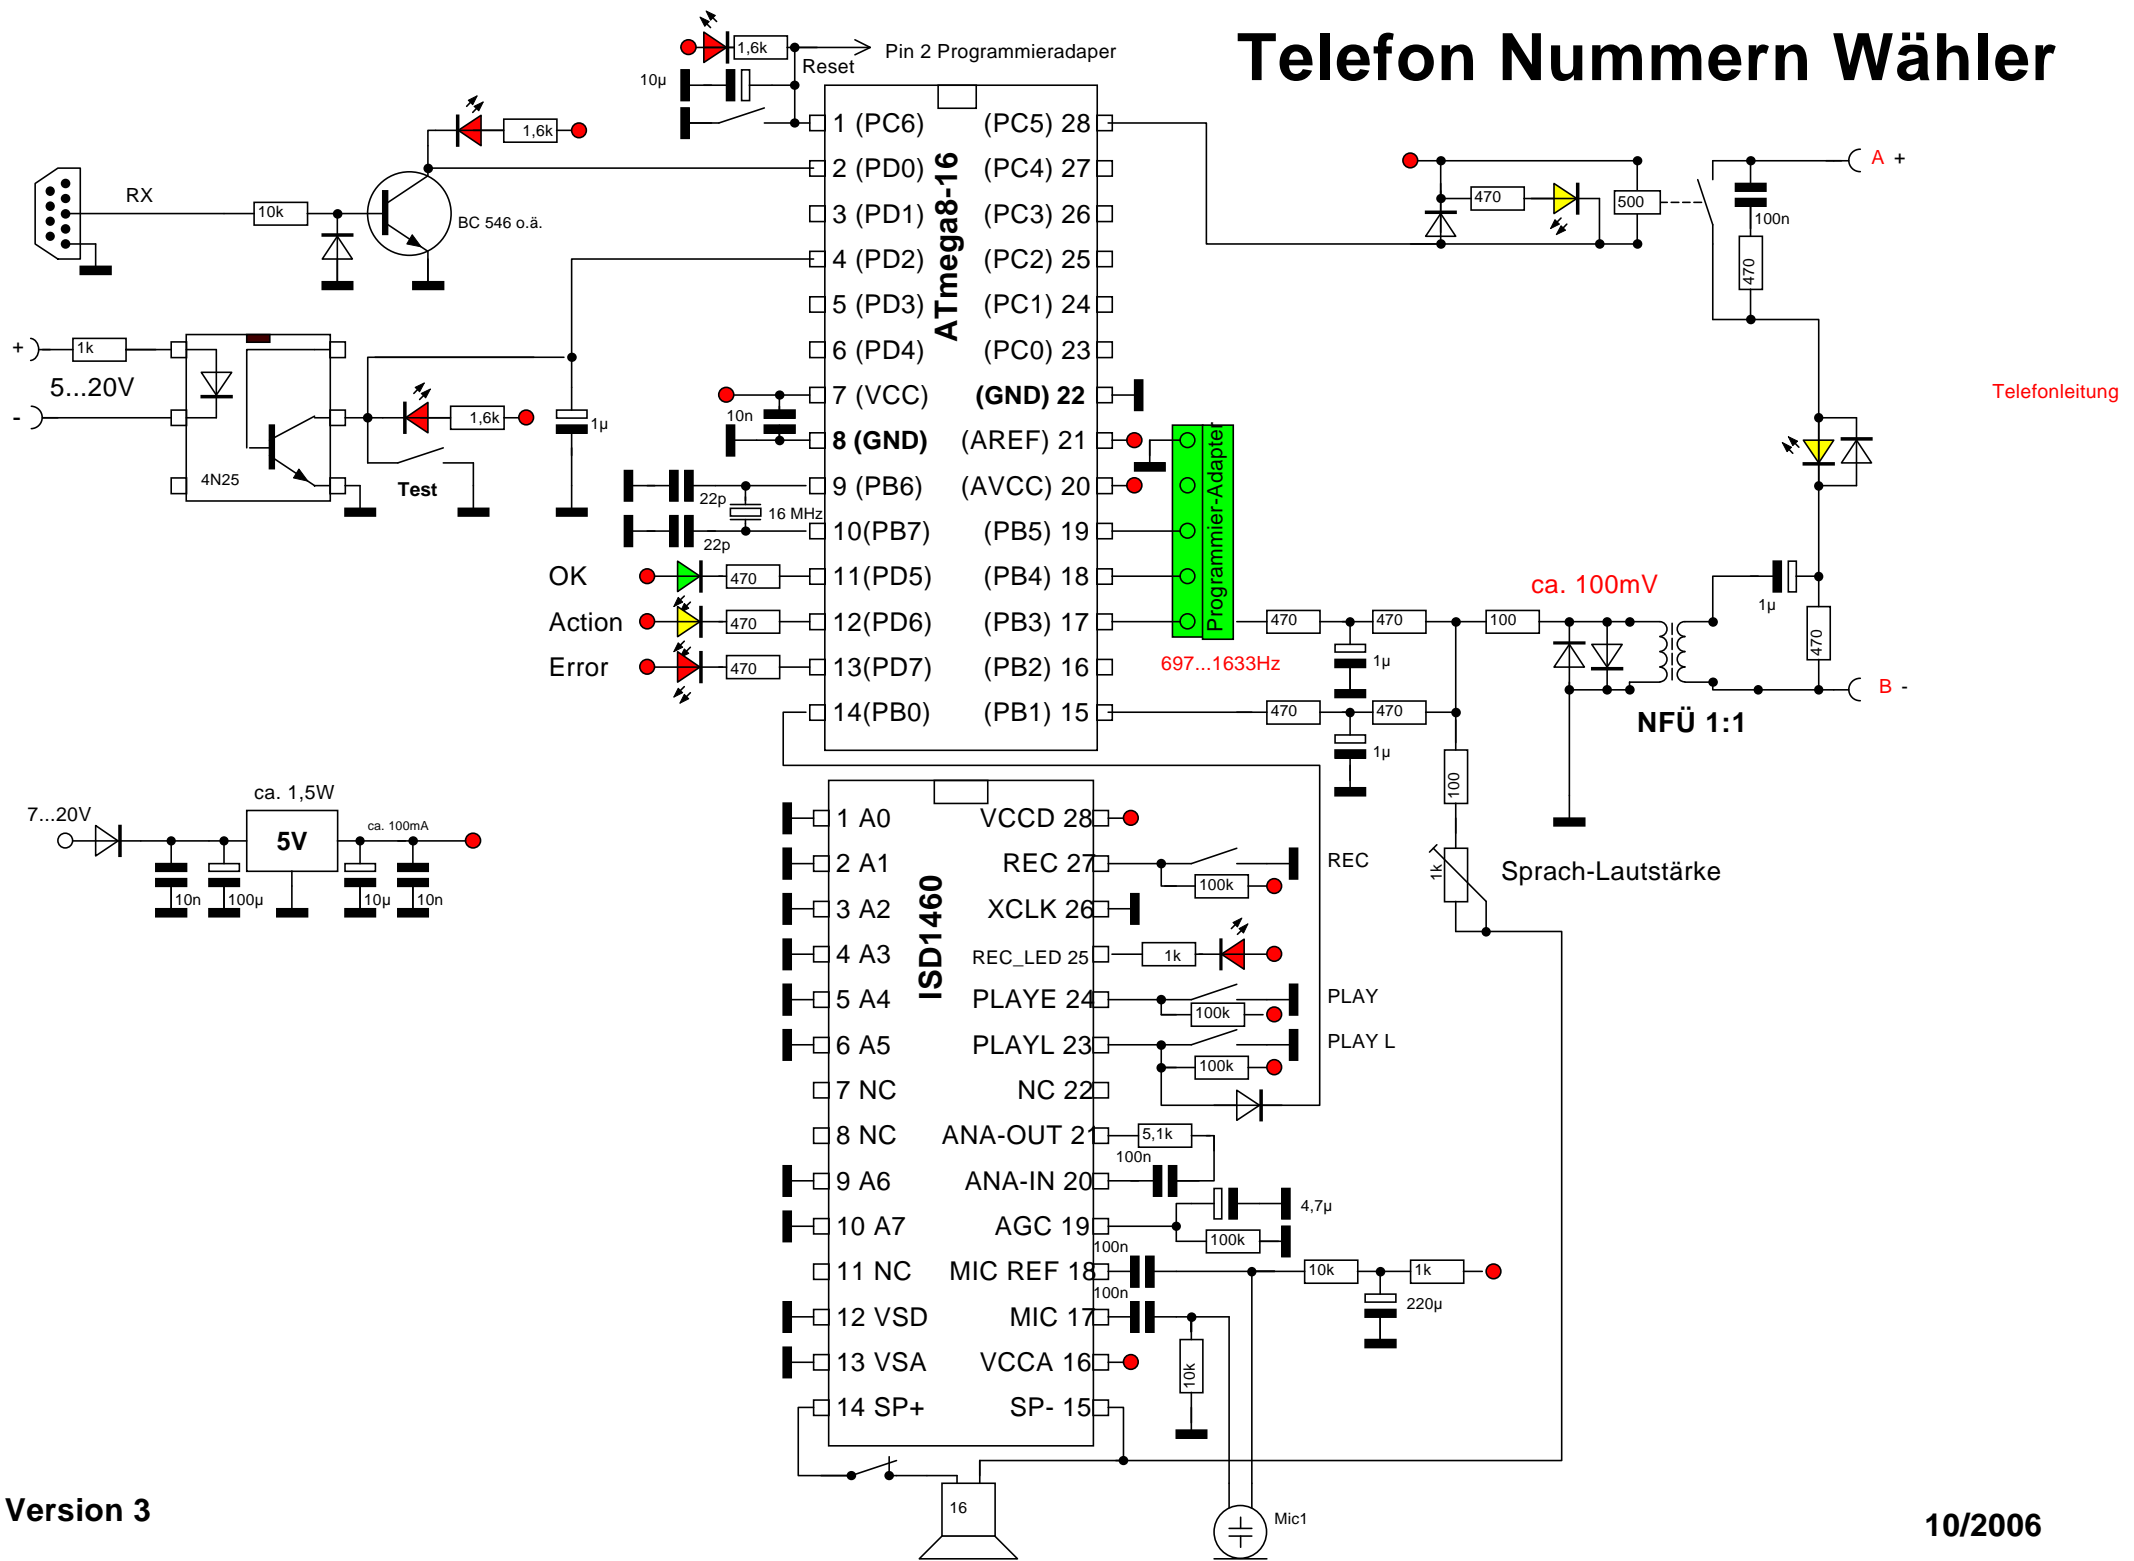 Telefon Nummern Wähler
1,6k
Pin 2 Programmieradaper
Reset
10µ
1,6k
RX
10k
BC 546 o.ä.
+
1k
5...20V
-
4N25
1,6k
Test
1µ
ATmega8-16
1 (PC6)
2 (PD0)
3 (PD1)
4 (PD2)
5 (PD3)
6 (PD4)
7 (VCC)
8 (GND)
9 (PB6)
10(PB7)
11(PD5)
12(PD6)
13(PD7)
14(PB0)
(PC5) 28
(PC4) 27
(PC3) 26
(PC2) 25
(PC1) 24
(PC0) 23
(GND) 22
(AREF) 21
(AVCC) 20
(PB5) 19
(PB4) 18
(PB3) 17
(PB2) 16
(PB1) 15
10n
22p
16 MHz
22p
OK
470
Action
470
Error
470
Programmier-Adapter
697...1633Hz
470
470
1µ
470
470
1µ
100
ca. 100mV
100
1k
Sprach-Lautstärke
NFÜ 1:1
1µ
470
B -
Telefonleitung
470
500
100n
470
A +
7...20V
ca. 1,5W
5V
ca. 100mA
10n
100µ
10µ
10n
ISD1460
1 A0
2 A1
3 A2
4 A3
5 A4
6 A5
7 NC
8 NC
9 A6
10 A7
11 NC
12 VSD
13 VSA
14 SP+
VCCD 28
REC 27
XCLK 26
REC_LED 25
PLAYE 24
PLAYL 23
NC 22
ANA-OUT 21
ANA-IN 20
AGC 19
MIC REF 18
MIC 17
VCCA 16
SP- 15
REC
100k
1k
PLAY
100k
PLAY L
100k
5,1k
100n
4,7µ
100k
100n
10k
1k
220µ
100n
10k
16
Mic1
Version 3
10/2006